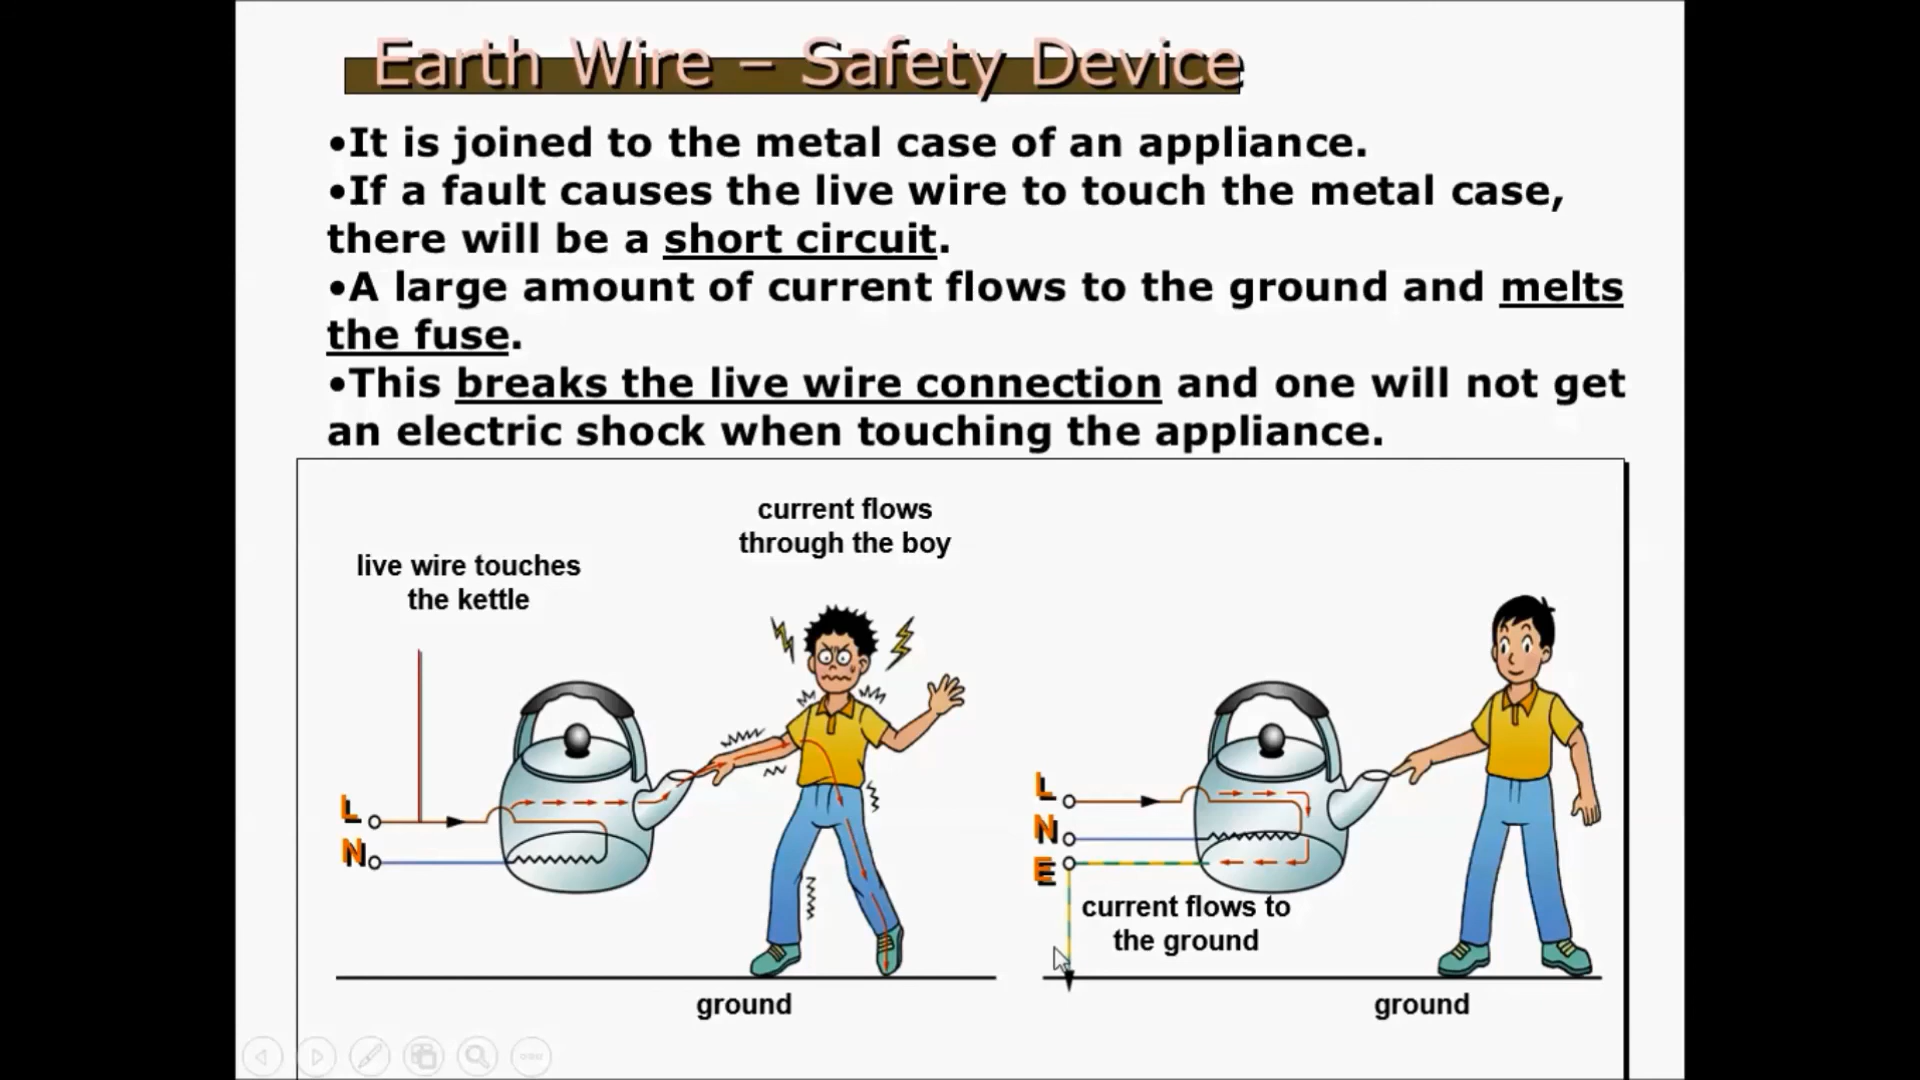 Earth Wire – Safety Device
•It is joined to the metal case of an appliance.
•If a fault causes the live wire to touch the metal case,
there will be a short circuit.
•A large amount of current flows to the ground and melts
the fuse.
•This breaks the live wire connection and one will not get
an electric shock when touching the appliance.
current flows
through the boy
live wire touches
the kettle
L
N
ground
L
N
E
current flows to
the ground
ground